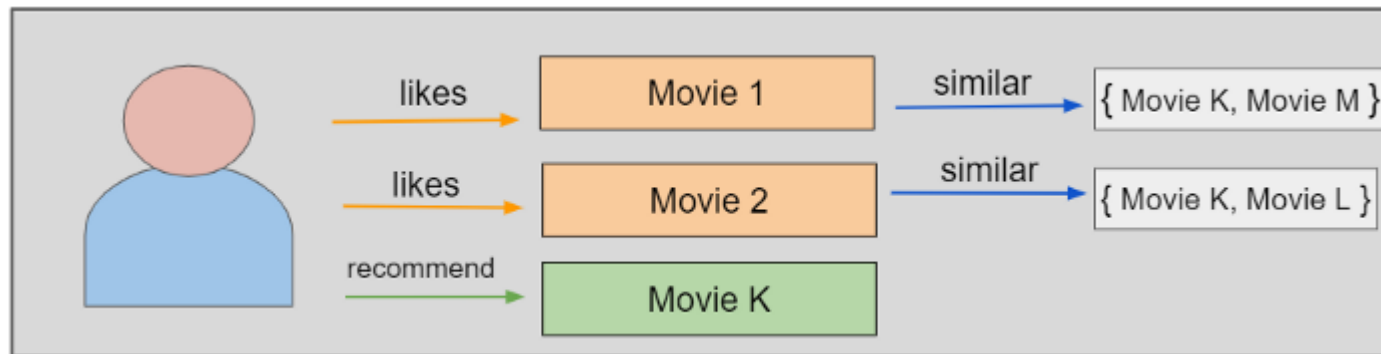 likes Movie 1 similar { Movie K, Movie M }
likes Movie 2 similar { Movie K, Movie L }
recommend Movie K